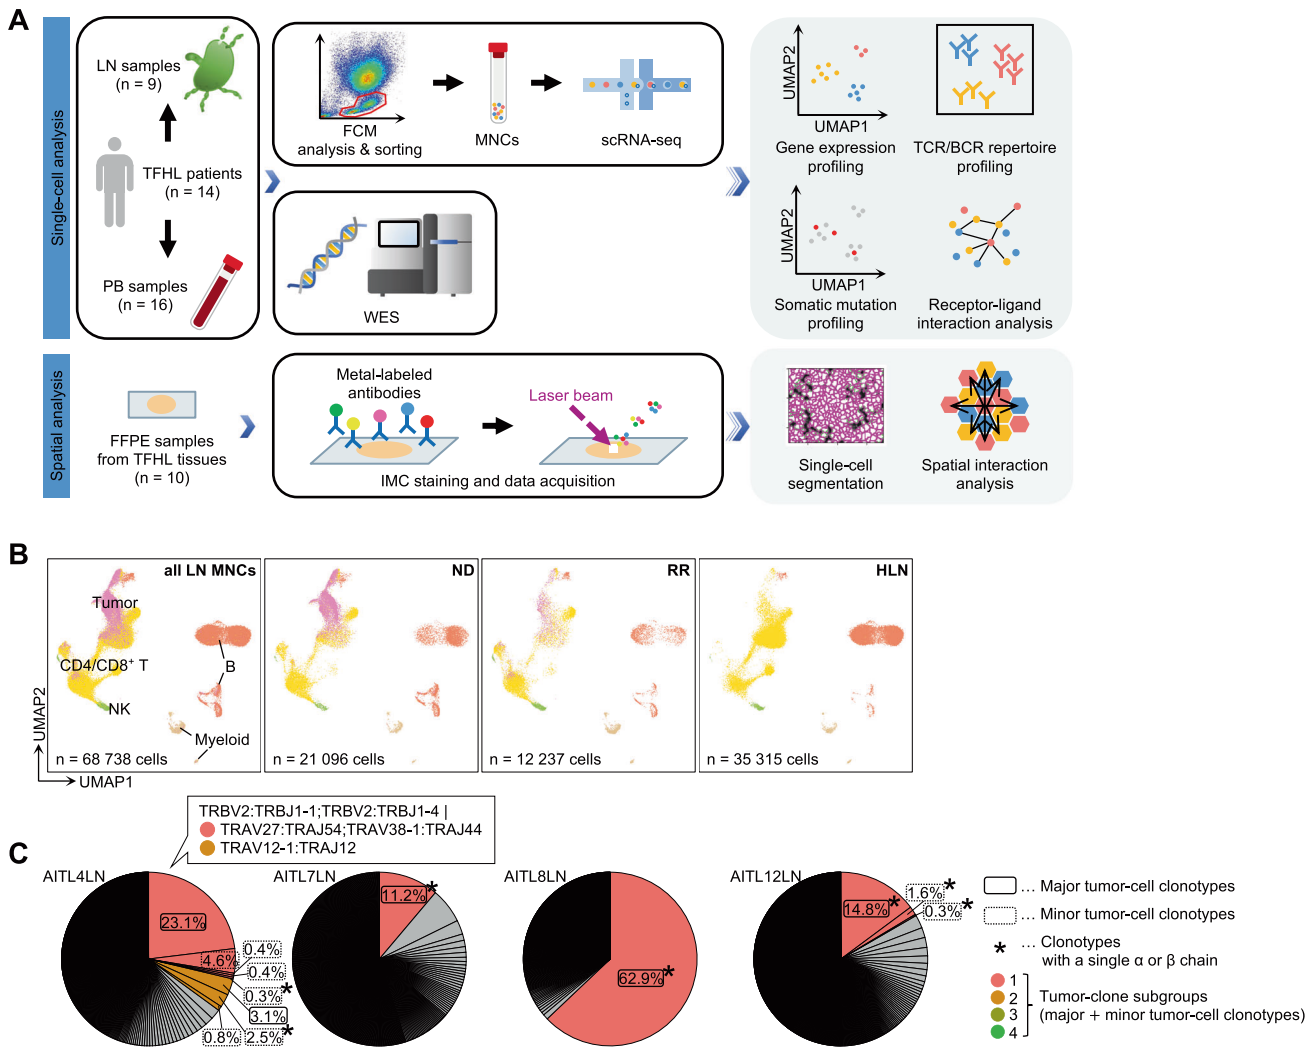 A
Single-cell analysis
LN samples
(n = 9)
TFHL patients
(n = 14)
PB samples
(n = 16)
FCM
analysis & sorting
MNCs
scRNA-seq
WES
UMAP2
UMAP1
Gene expression
profiling
TCR/BCR repertoire
profiling
UMAP2
UMAP1
Somatic mutation
profiling
Receptor-ligand
interaction analysis
Spatial analysis
FFPE samples
from TFHL tissues
(n = 10)
Metal-labeled
antibodies
Laser beam
IMC staining and data acquisition
Single-cell
segmentation
Spatial interaction
analysis
B
all LN MNCs
Tumor
CD4/CD8⁺ T
B
NK
Myeloid
n = 68 738 cells
UMAP2
UMAP1
ND
n = 21 096 cells
RR
n = 12 237 cells
HLN
n = 35 315 cells
C
TRBV2:TRBJ1-1;TRBV2:TRBJ1-4 |
TRAV27:TRAJ54;TRAV38-1:TRAJ44
TRAV12-1:TRAJ12
AITL4LN
23.1%
4.6%
0.4%
0.4%
0.3%*
3.1%
2.5%*
0.8%
AITL7LN
11.2%*
AITL8LN
62.9%*
AITL12LN
14.8%*
1.6%*
0.3%*
... Major tumor-cell clonotypes
... Minor tumor-cell clonotypes
* ... Clonotypes
with a single α or β chain
1
2
3
4
Tumor-clone subgroups
(major + minor tumor-cell clonotypes)